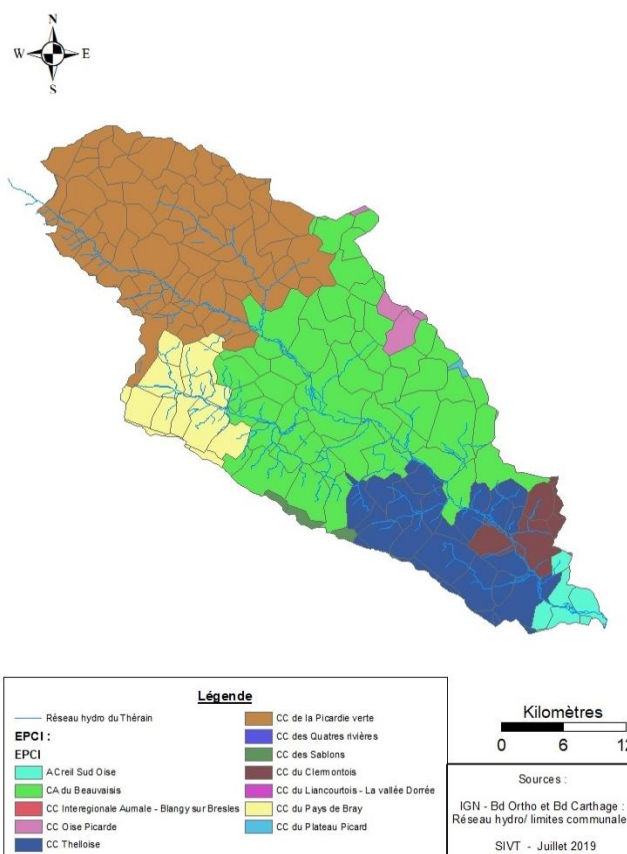 N
W E
S
Légende
Réseau hydro du Thérain
EPCI :
EPCI
ACreil Sud Oise
CA du Beauvaisis
CC Interegionale Aumale - Blangy sur Bresles
CC Oise Picarde
CC Thelloise
CC de la Picardie verte
CC des Quatres rivières
CC des Sablons
CC du Clermontois
CC du Liancourtois - La vallée Dorrée
CC du Pays de Bray
CC du Plateau Picard
Kilomètres
0 6 12
Sources :
IGN - Bd Ortho et Bd Carthage :
Réseau hydro/ limites communale
SIVT - Juillet 2019